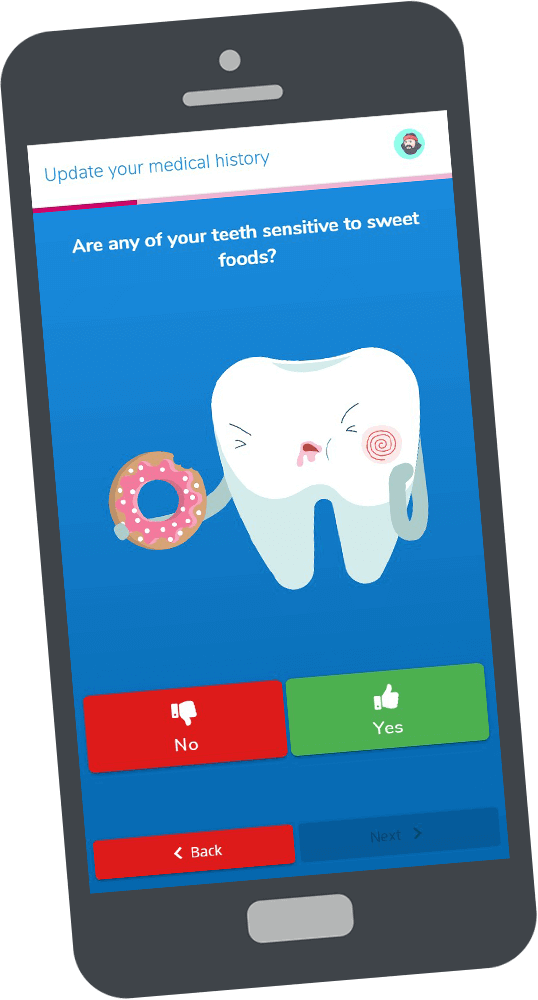 Update your medical history
Are any of your teeth sensitive to sweet
foods?
No
Yes
Back
Next